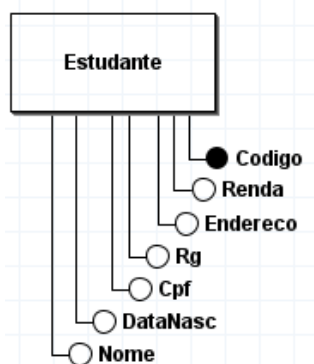 Estudante
Codigo
Renda
Endereco
Rg
Cpf
DataNasc
Nome